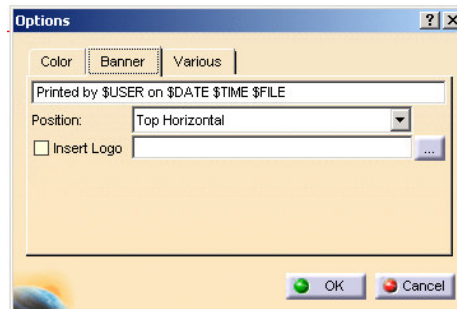 Options
Color Banner Various
Printed by $USER on $DATE $TIME $FILE
Position: Top Horizontal
Insert Logo ...
OK Cancel